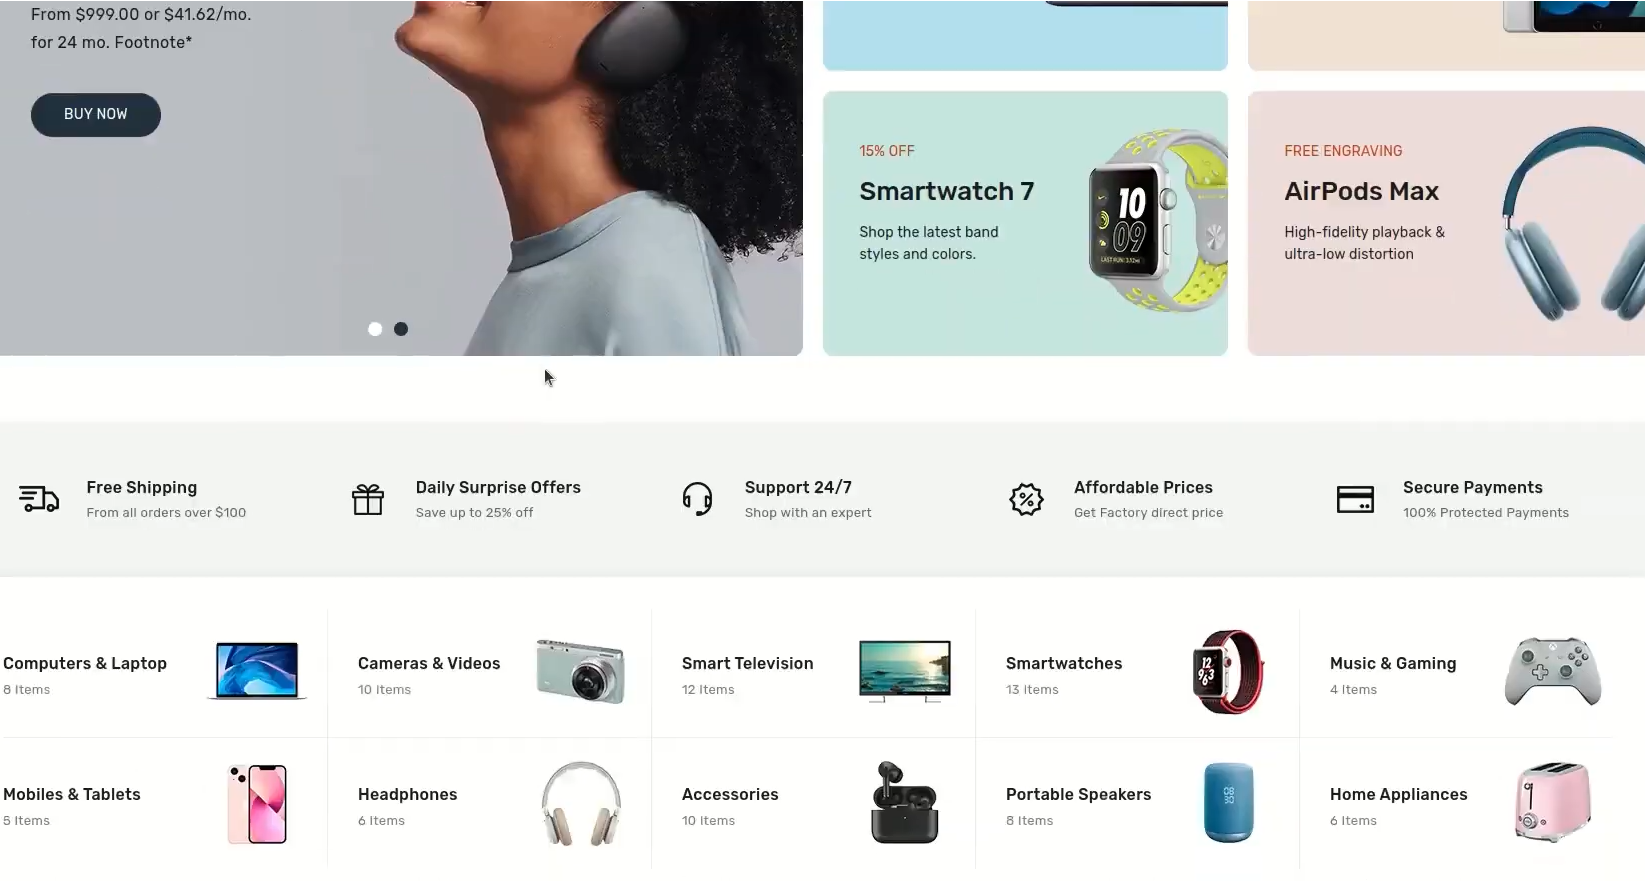 From $999.00 or $41.62/mo.
for 24 mo. Footnote*
BUY NOW
15% OFF
Smartwatch 7
Shop the latest band
styles and colors.
10
09
LAST RUN: 3.12mi
FREE ENGRAVING
AirPods Max
High-fidelity playback &
ultra-low distortion
Free Shipping
From all orders over $100
Daily Surprise Offers
Save up to 25% off
Support 24/7
Shop with an expert
Affordable Prices
Get Factory direct price
Secure Payments
100% Protected Payments
Computers & Laptop
8 Items
Cameras & Videos
10 Items
Smart Television
12 Items
Smartwatches
13 Items
Music & Gaming
4 Items
Mobiles & Tablets
5 Items
Headphones
6 Items
Accessories
10 Items
Portable Speakers
8 Items
Home Appliances
6 Items